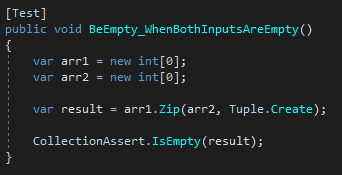 [Test]
public void BeEmpty_WhenBothInputsAreEmpty()
{
    var arr1 = new int[0];
    var arr2 = new int[0];

    var result = arr1.Zip(arr2, Tuple.Create);

    CollectionAssert.IsEmpty(result);
}